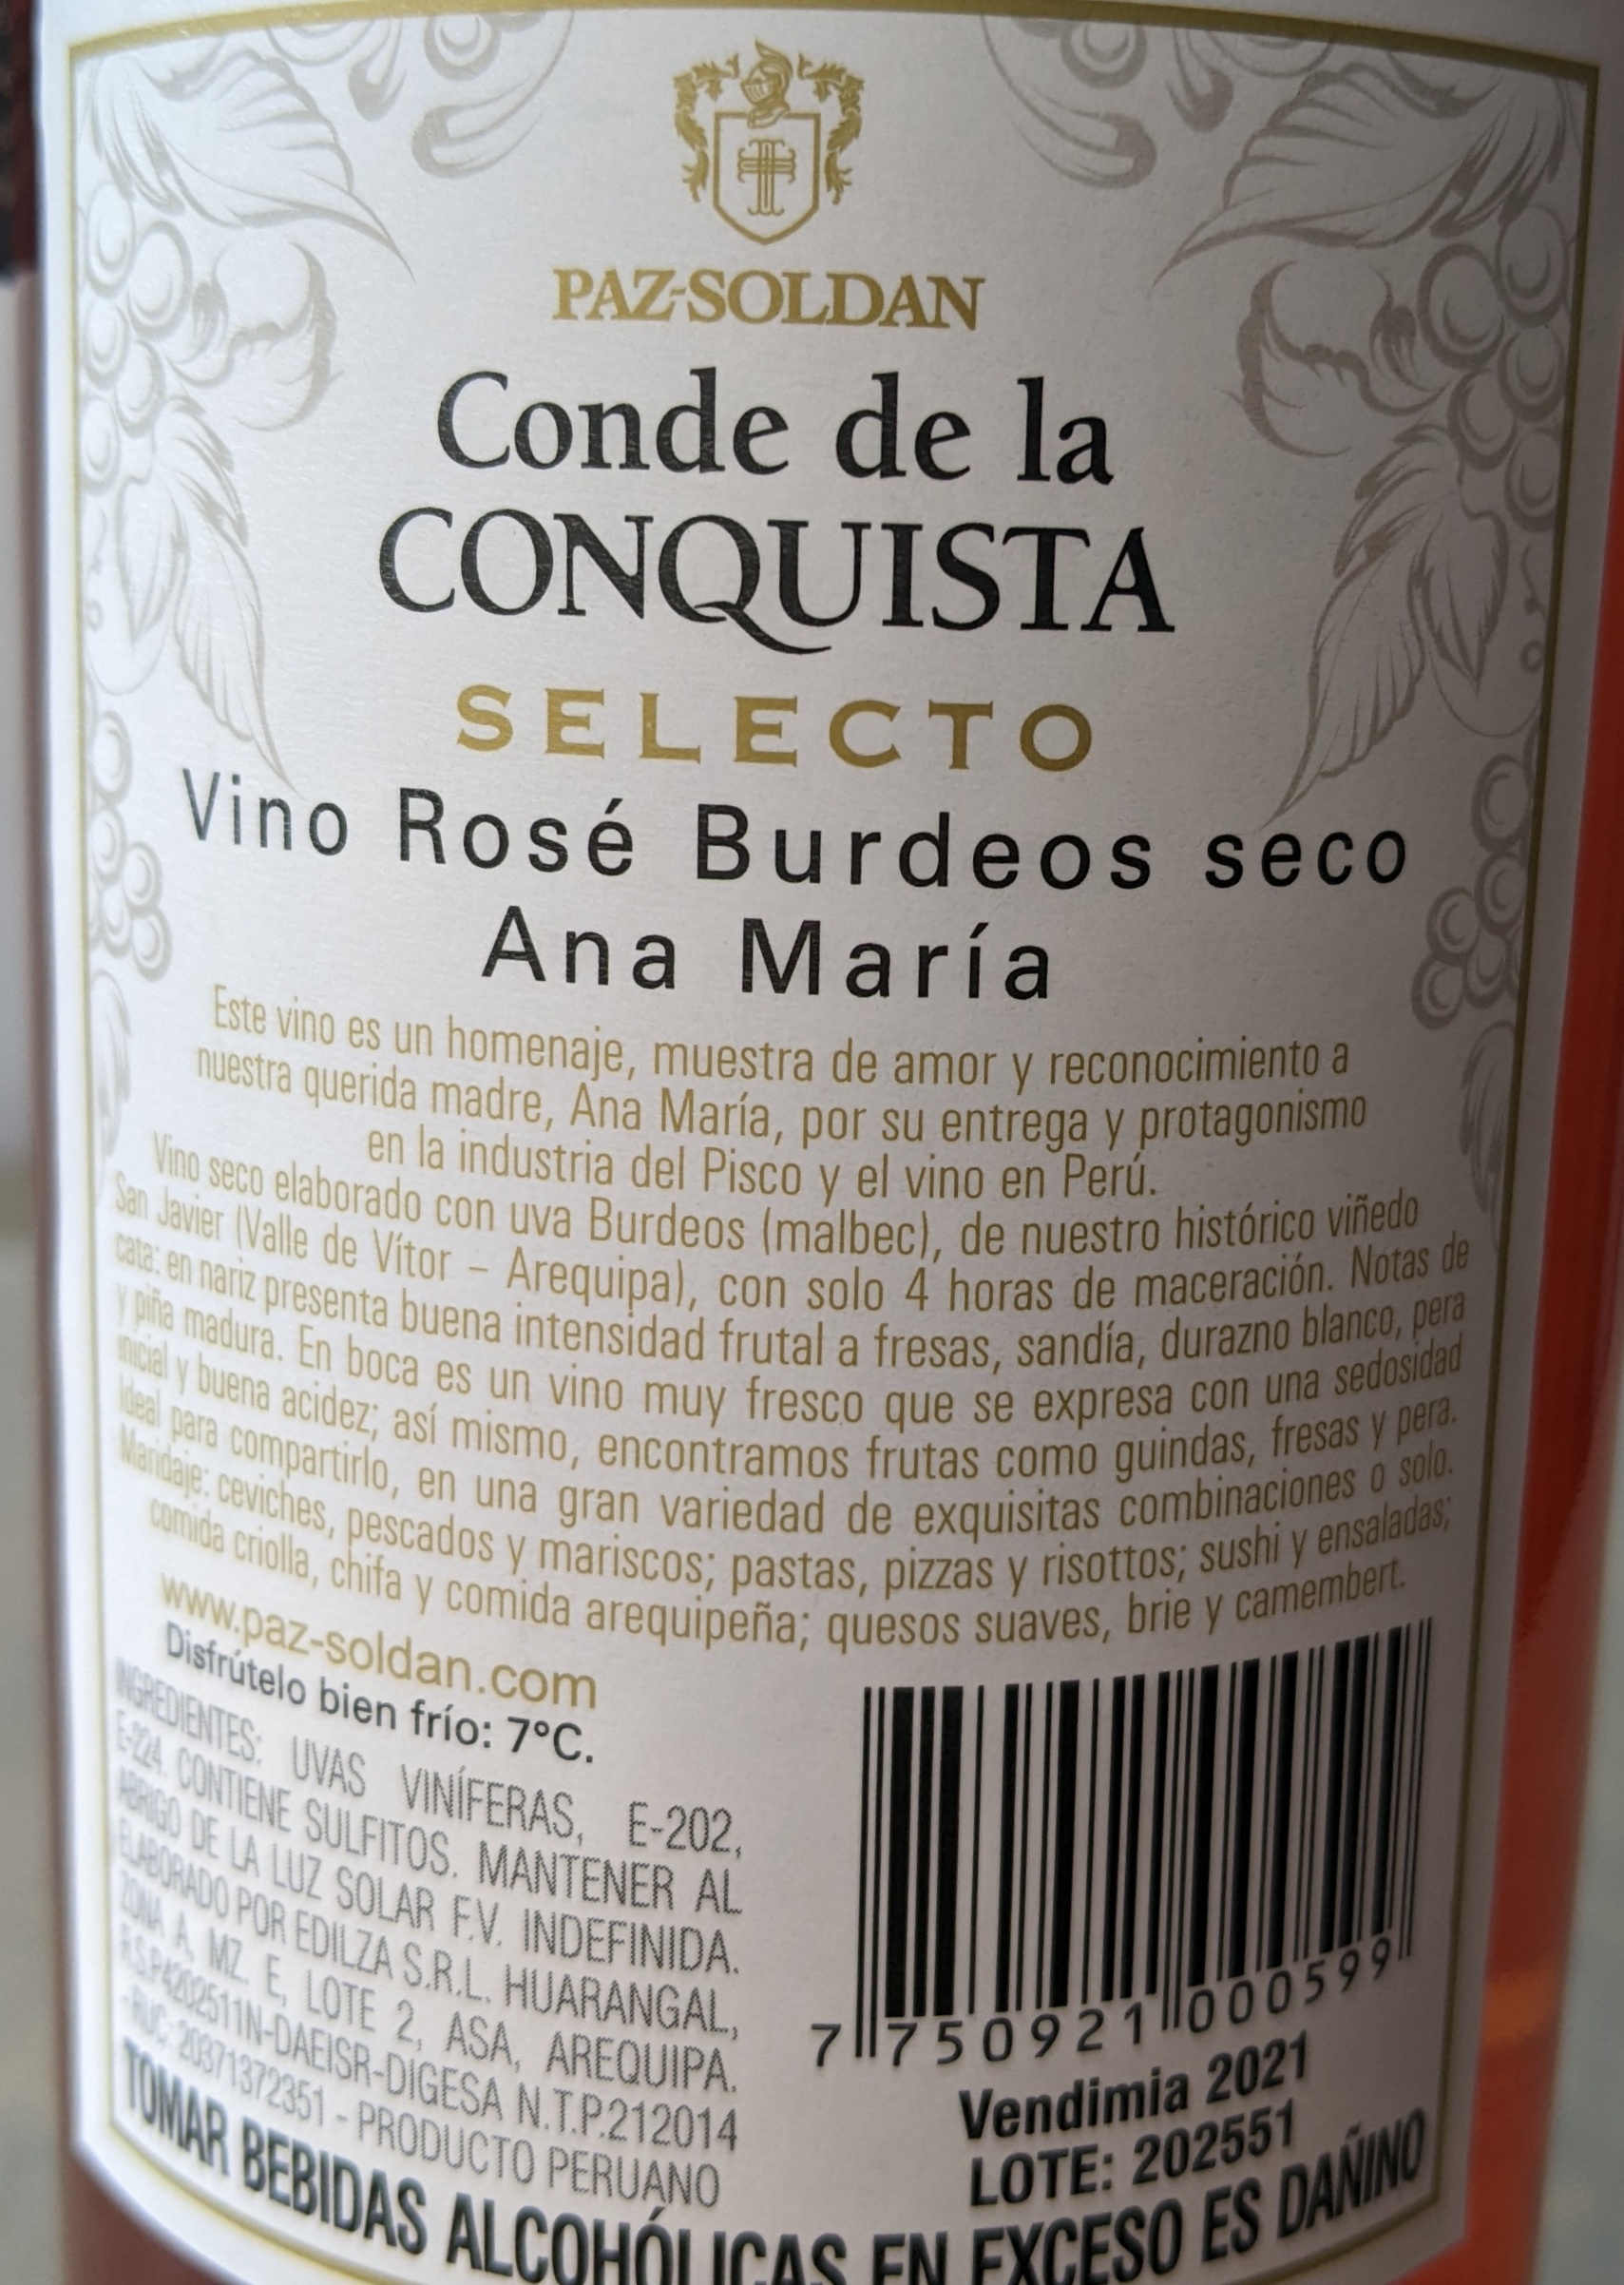 PAZ-SOLDAN
Conde de la
CONQUISTA
SELECTO
Vino Rosé Burdeos seco
Ana María
Este vino es un homenaje, muestra de amor y reconocimiento a
nuestra querida madre, Ana María, por su entrega y protagonismo
en la industria del Pisco y el vino en Perú.
Vino seco elaborado con uva Burdeos (malbec), de nuestro histórico viñedo
San Javier (Valle de Vítor – Arequipa), con solo 4 horas de maceración. Notas de
cata: en nariz presenta buena intensidad frutal a fresas, sandía, durazno blanco, pera
y piña madura. En boca es un vino muy fresco que se expresa con una sedosidad
inicial y buena acidez; así mismo, encontramos frutas como guindas, fresas y pera.
Ideal para compartirlo, en una gran variedad de exquisitas combinaciones o solo.
Maridaje: ceviches, pescados y mariscos; pastas, pizzas y risottos; sushi y ensaladas;
comida criolla, chifa y comida arequipeña; quesos suaves, brie y camembert.
www.paz-soldan.com
Disfrútelo bien frío: 7°C.
INGREDIENTES: UVAS VINÍFERAS, E-202,
E-224. CONTIENE SULFITOS. MANTENER AL
ABRIGO DE LA LUZ SOLAR F.V. INDEFINIDA.
ELABORADO POR EDILZA S.R.L. HUARANGAL,
ZONA A, MZ. E, LOTE 2, ASA, AREQUIPA.
R.S.P4202511N-DAEISR-DIGESA N.T.P.212014
-RUC: 20371372351 - PRODUCTO PERUANO
7 750921 000599
Vendimia 2021
LOTE: 202551
TOMAR BEBIDAS ALCOHÓLICAS EN EXCESO ES DAÑINO